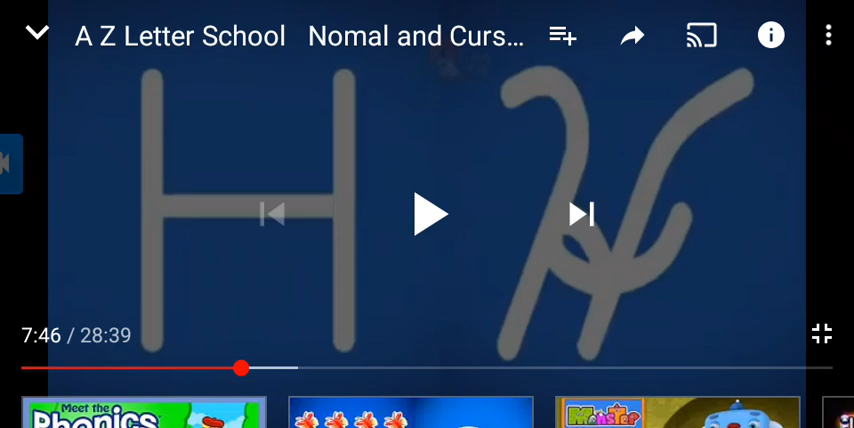 A Z Letter School   Nomal and Curs...
H H
7:46 / 28:39
Meet the
Phonics
MONSTER